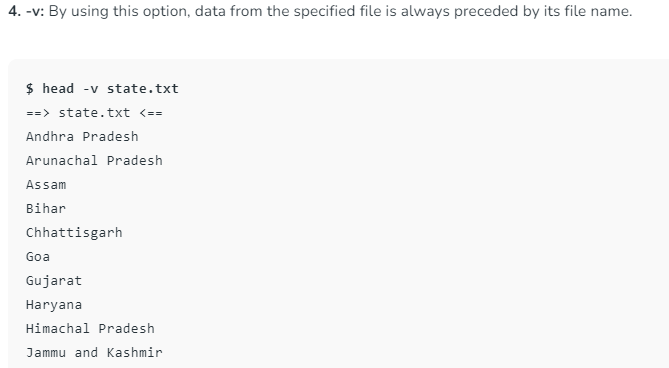 4. -v: By using this option, data from the specified file is always preceded by its file name.
$ head -v state.txt
==> state.txt <==
Andhra Pradesh
Arunachal Pradesh
Assam
Bihar
Chhattisgarh
Goa
Gujarat
Haryana
Himachal Pradesh
Jammu and Kashmir